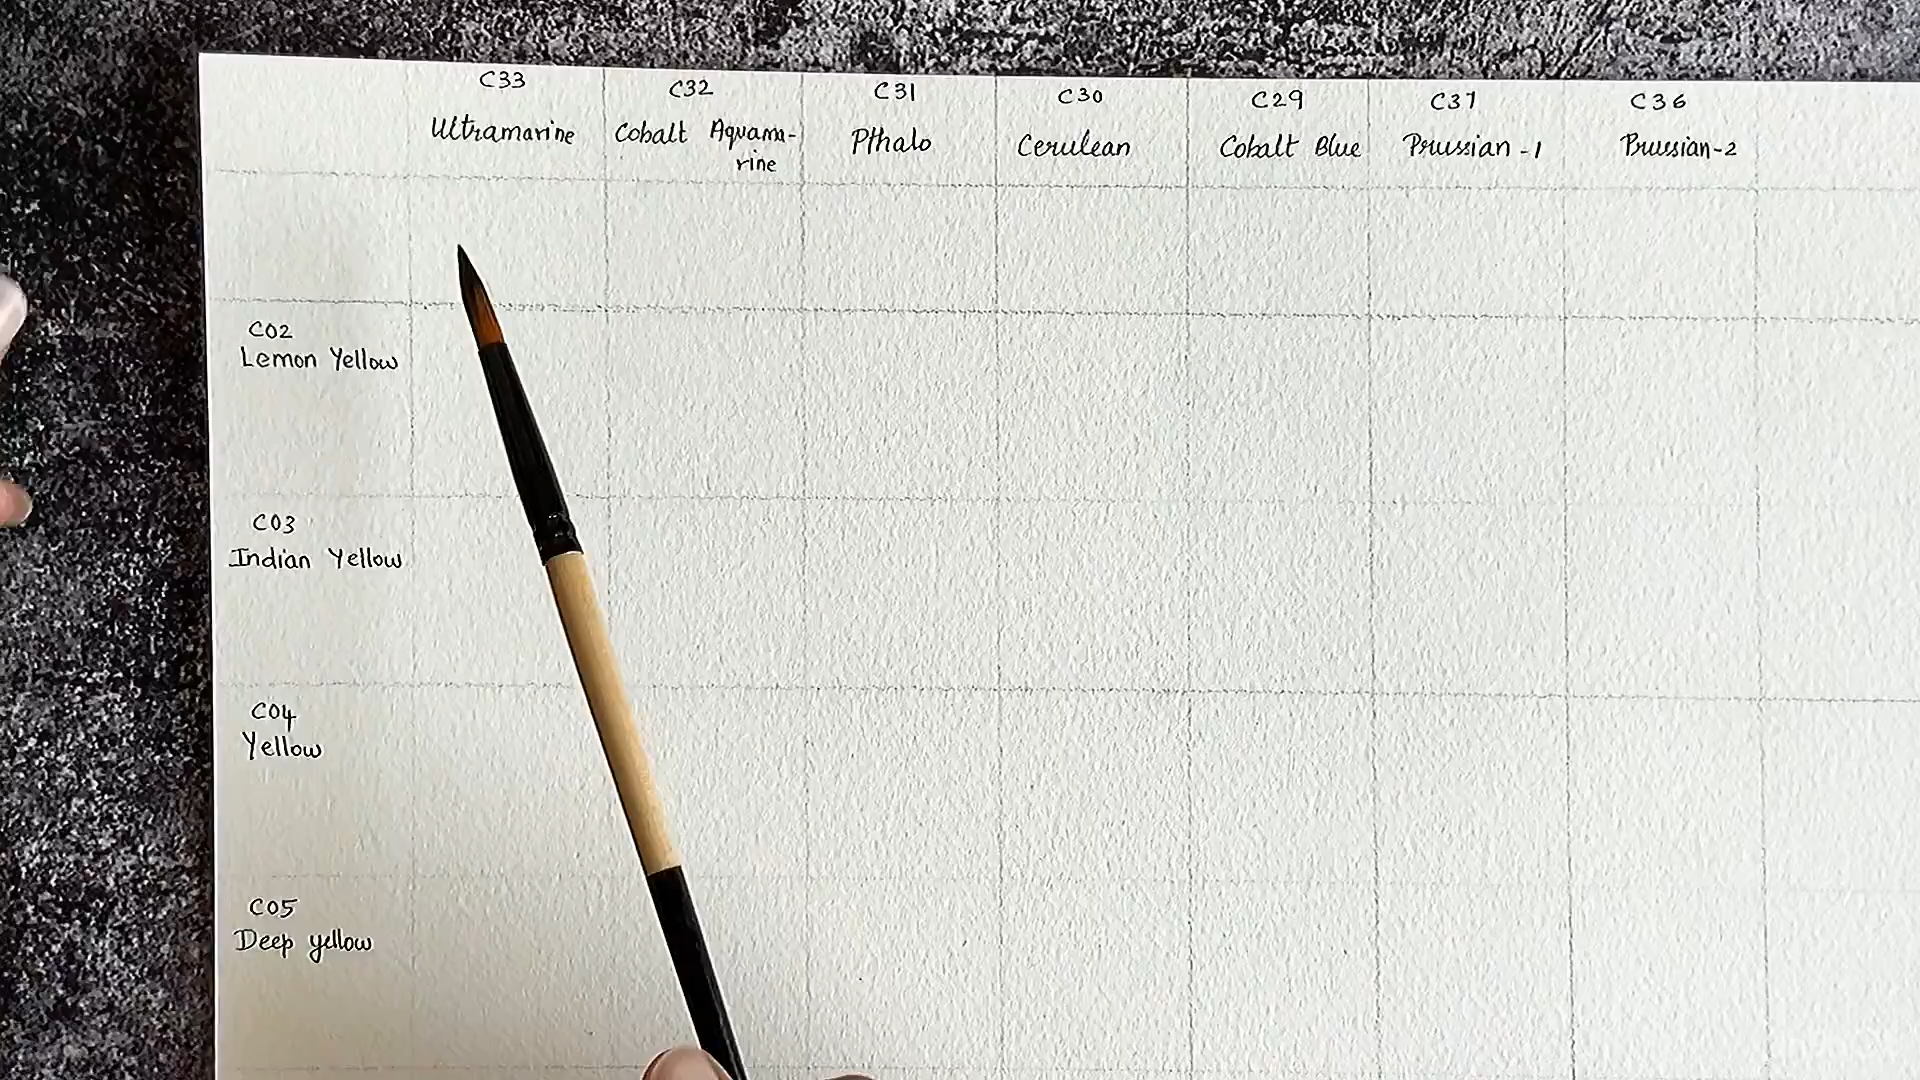 C33 C32 C31 C30 C29 C37 C36
Ultramarine Cobalt Aquama- Pthalo Cerulean Cobalt Blue Prussian -1 Prussian-2
rine
C02
Lemon Yellow
C03
Indian Yellow
C04
Yellow
C05
Deep yellow